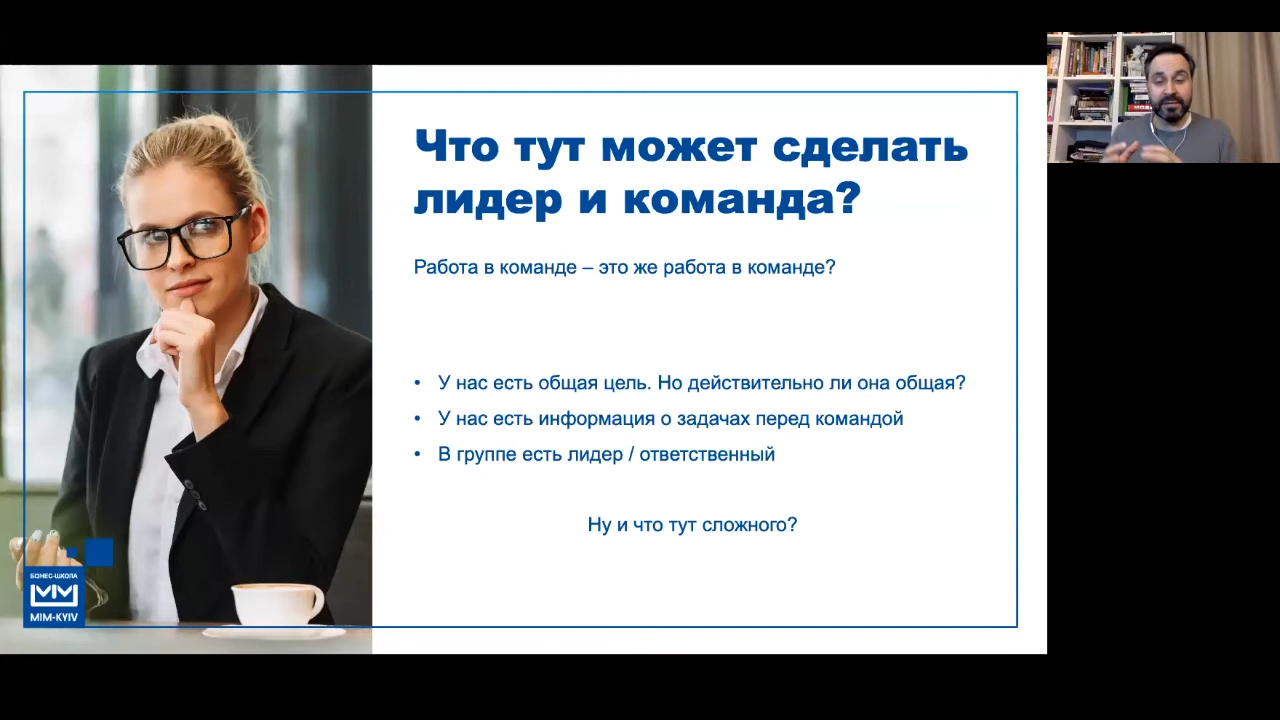 Что тут может сделать
лидер и команда?
Работа в команде – это же работа в команде?
• У нас есть общая цель. Но действительно ли она общая?
• У нас есть информация о задачах перед командой
• В группе есть лидер / ответственный
Ну и что тут сложного?
БІЗНЕС-ШКОЛА
MIM-KYIV